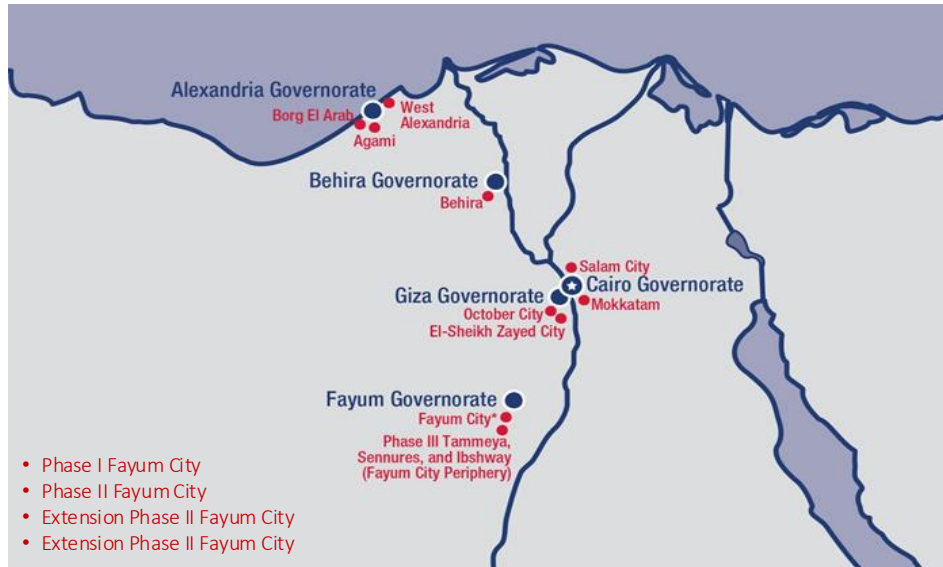 Alexandria Governorate
West
Alexandria
Borg El Arab
Agami
Behira Governorate
Behira
Salam City
Cairo Governorate
Mokkatam
Giza Governorate
October City
El-Sheikh Zayed City
Fayum Governorate
Fayum City*
Phase III Tammeya,
Sennures, and Ibshway
(Fayum City Periphery)
• Phase I Fayum City
• Phase II Fayum City
• Extension Phase II Fayum City
• Extension Phase II Fayum City